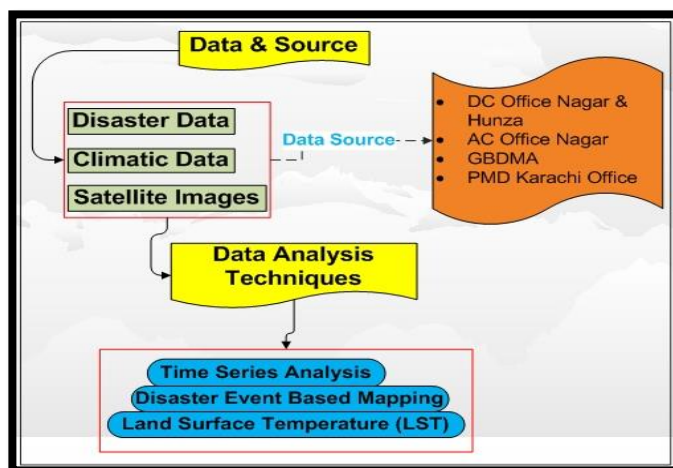 Data & Source
Disaster Data
Climatic Data
Satellite Images
Data Source
• DC Office Nagar &
Hunza
• AC Office Nagar
• GBDMA
• PMD Karachi Office
Data Analysis
Techniques
Time Series Analysis
Disaster Event Based Mapping
Land Surface Temperature (LST)